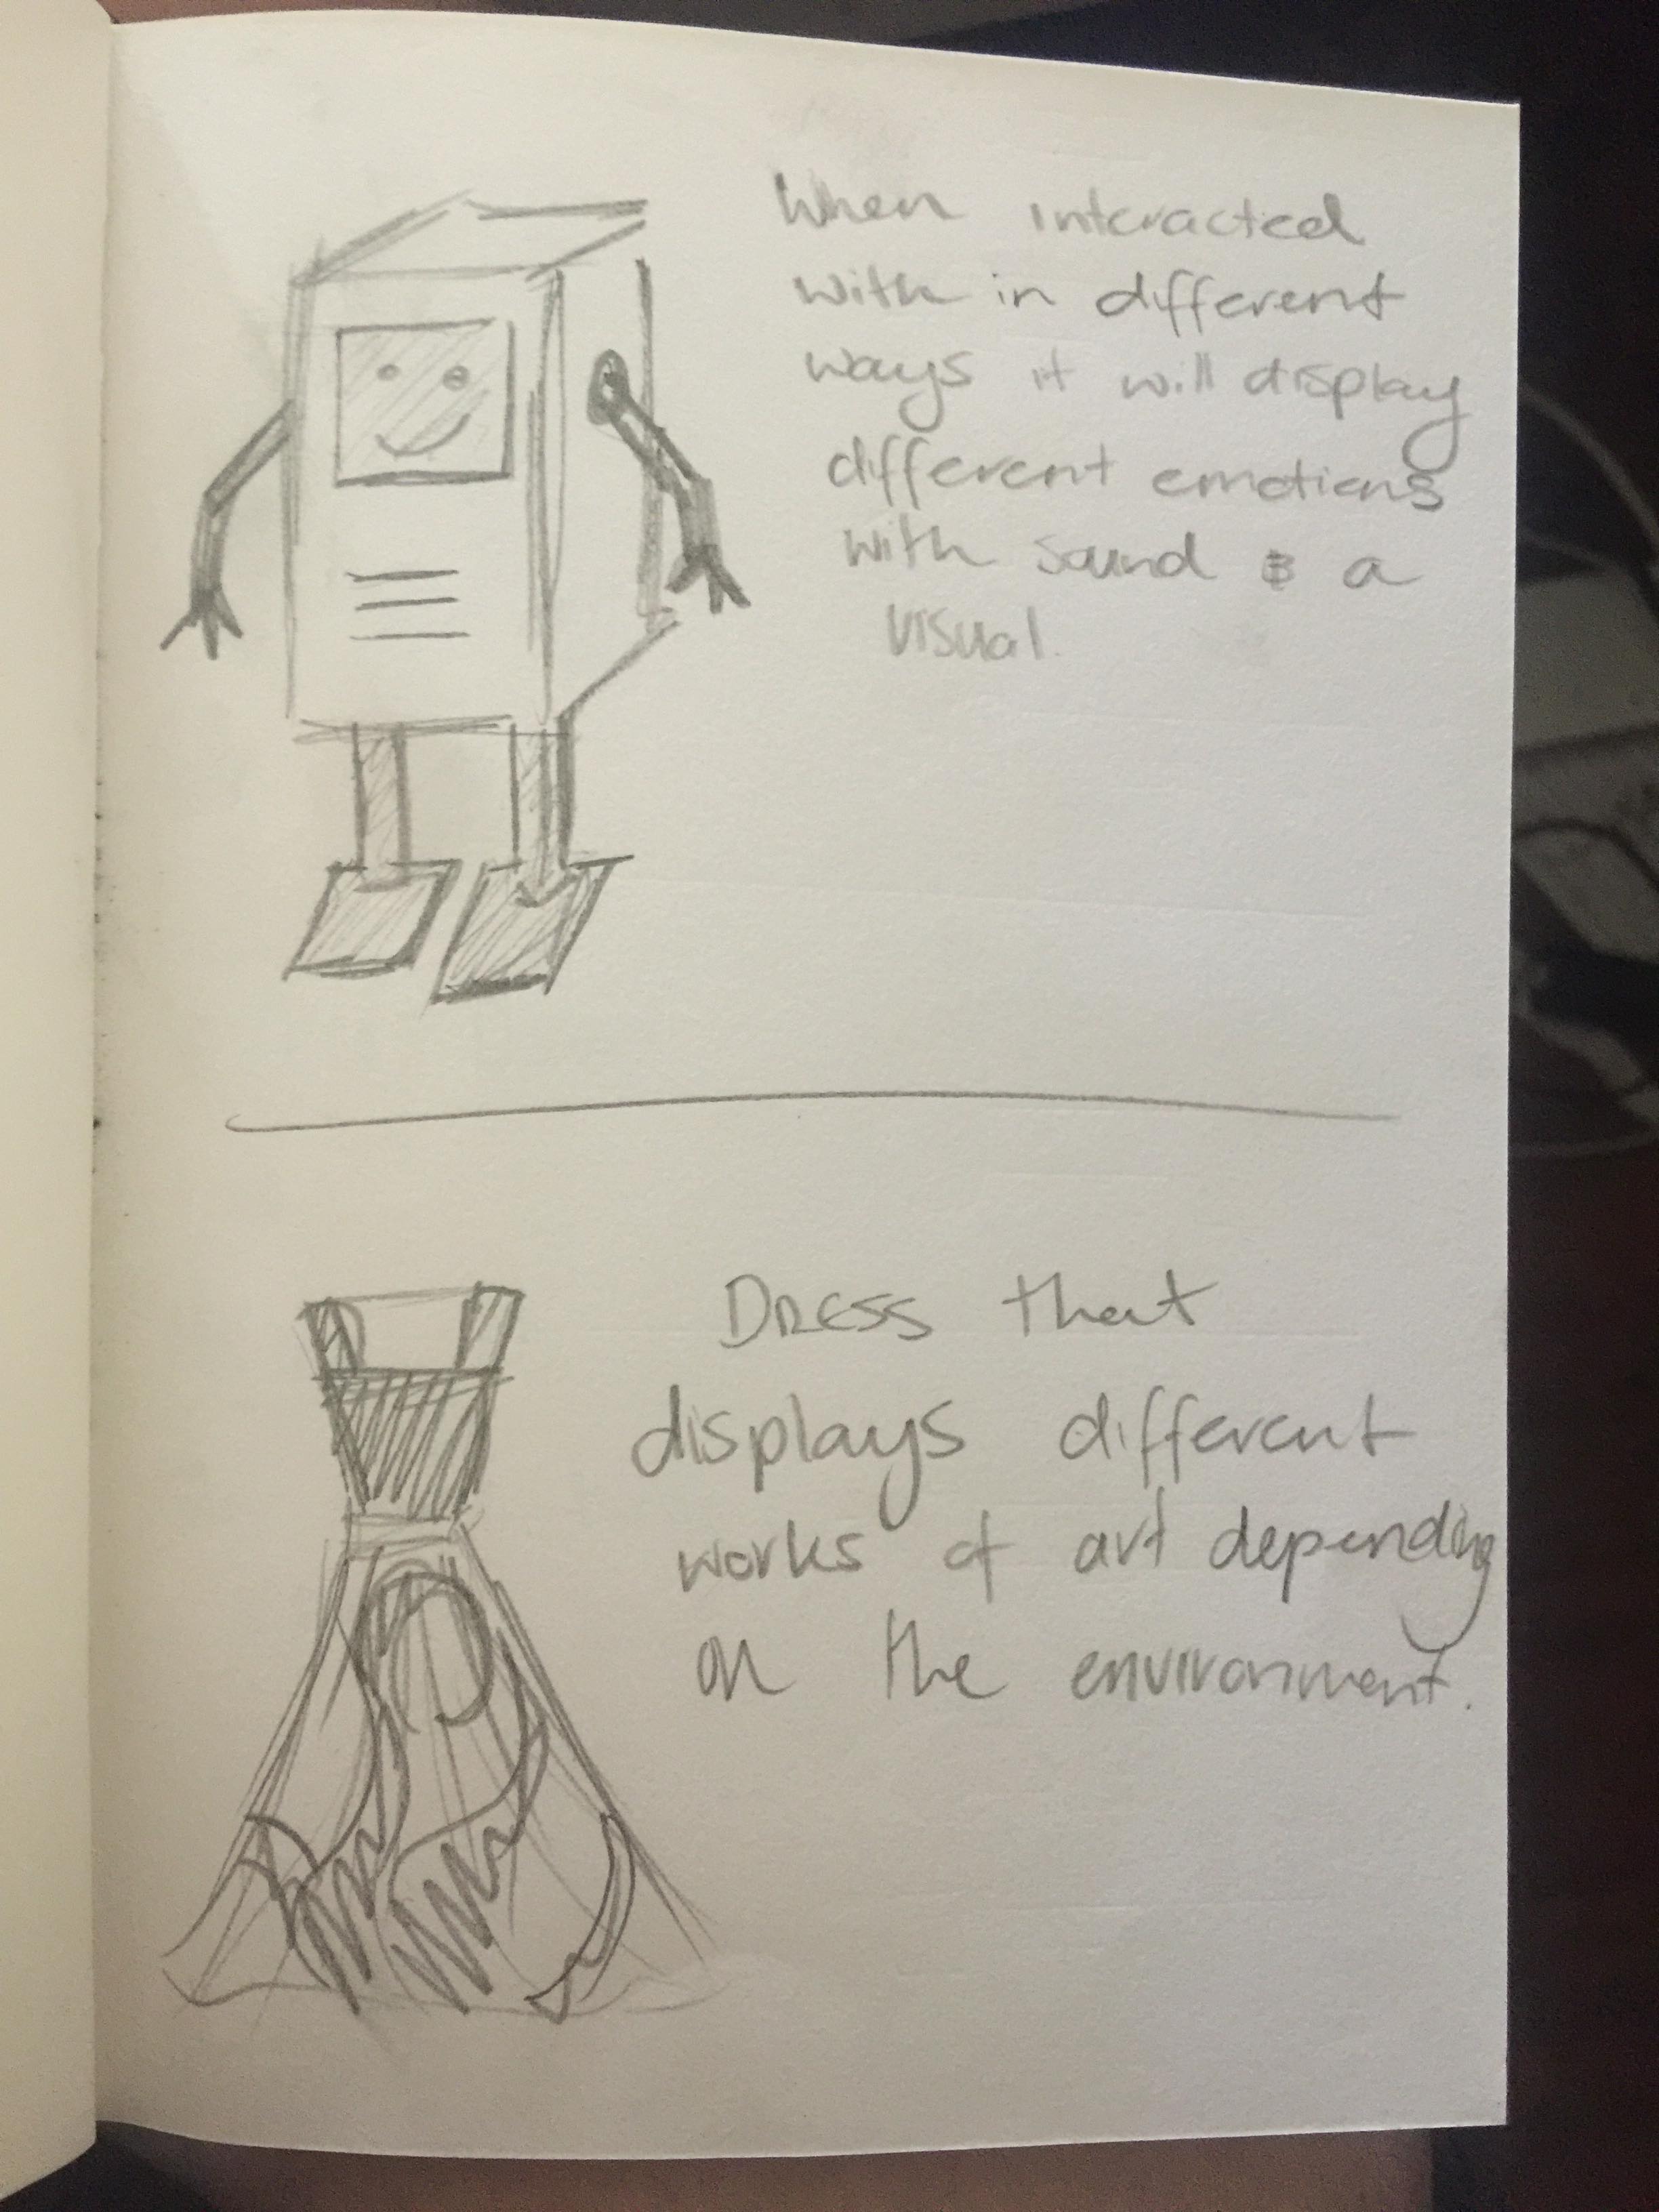 When interacted
with in different
ways it will display
different emotions
with sound & a
visual.
DRESS that
displays different
works of art depending
on the environment.